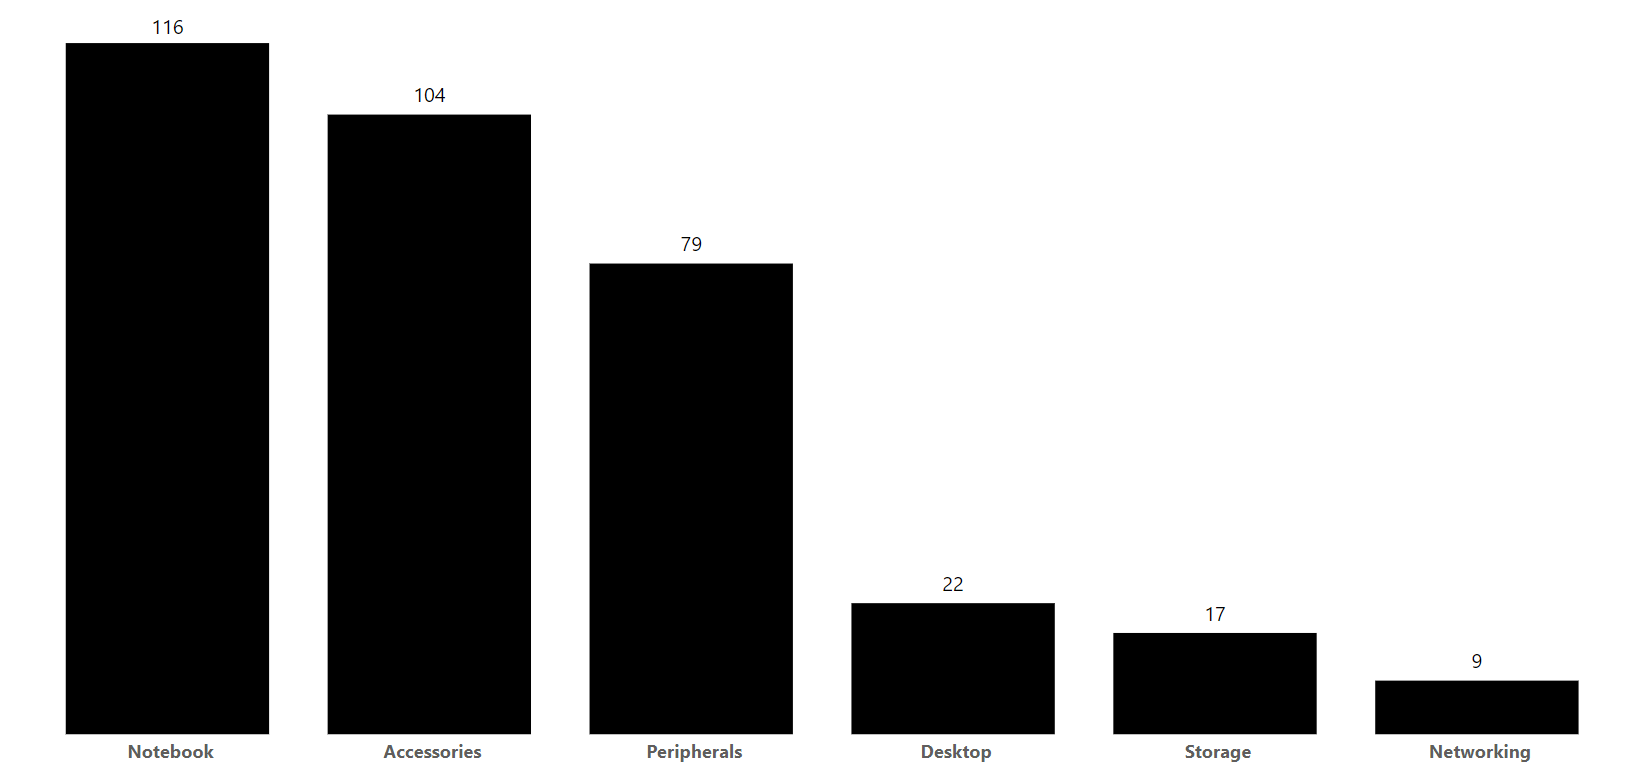 116
104
79
22
17
9
Notebook
Accessories
Peripherals
Desktop
Storage
Networking